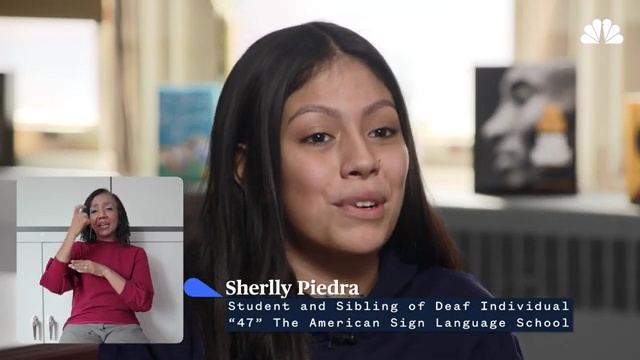 Sherlly Piedra
Student and Sibling of Deaf Individual
“47” The American Sign Language School